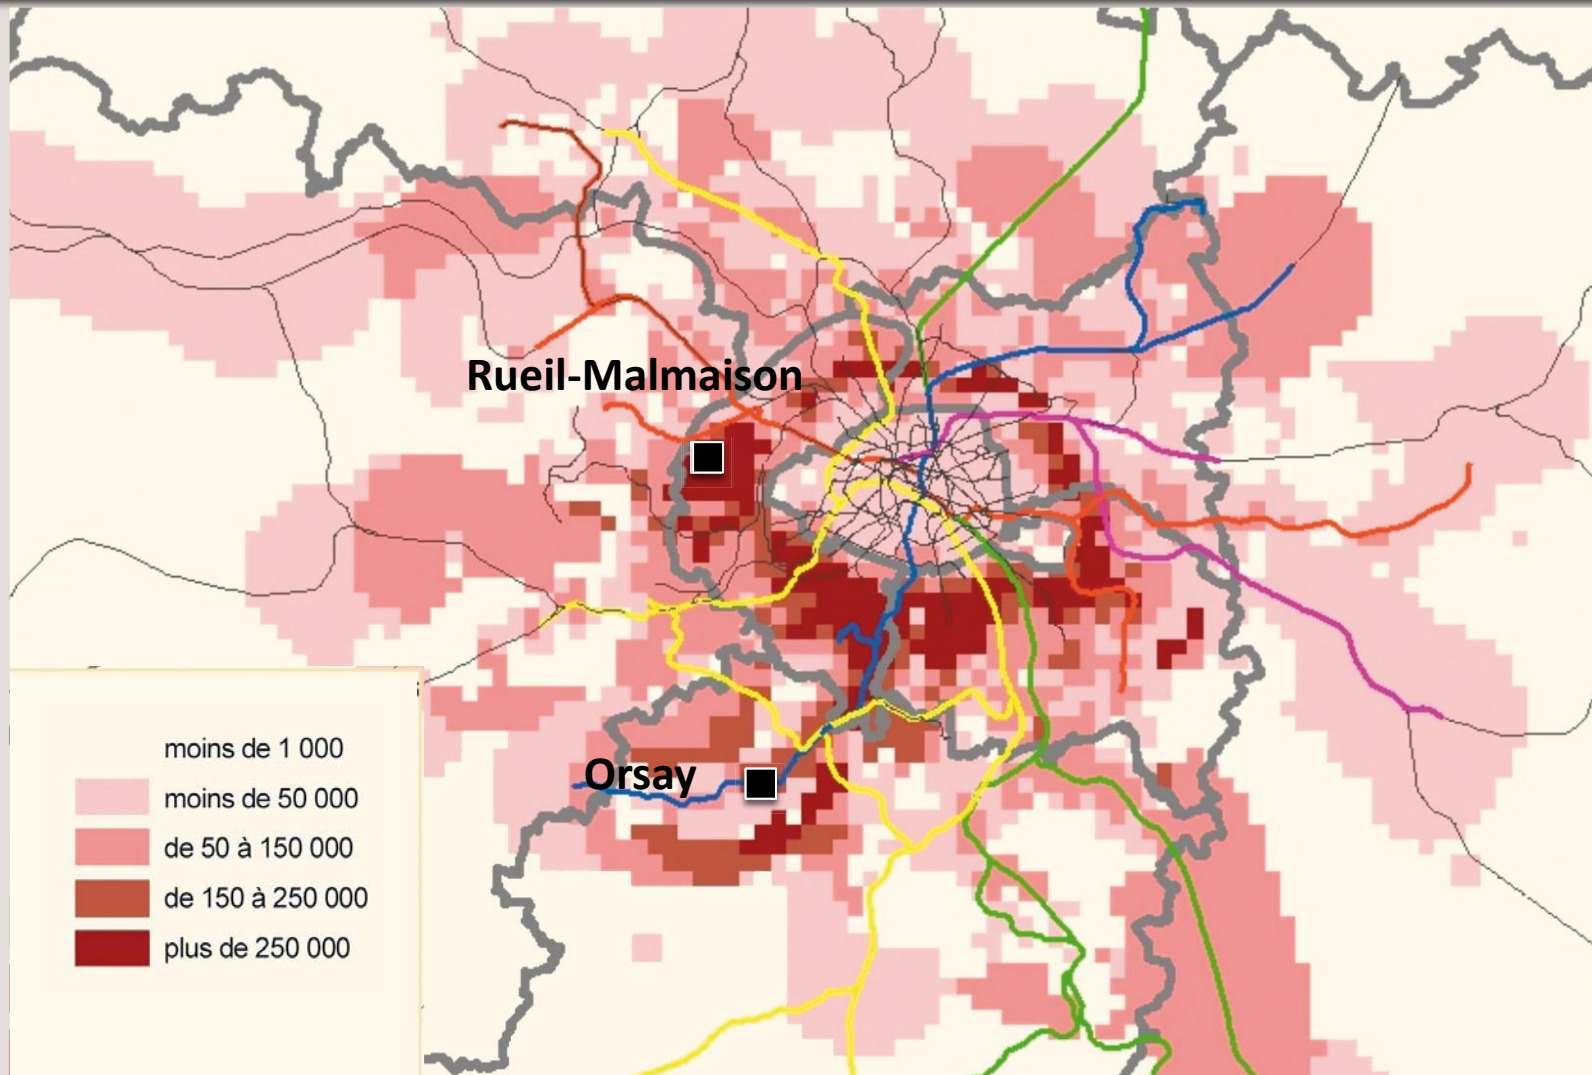 Rueil-Malmaison
Orsay
moins de 1 000
moins de 50 000
de 50 à 150 000
de 150 à 250 000
plus de 250 000